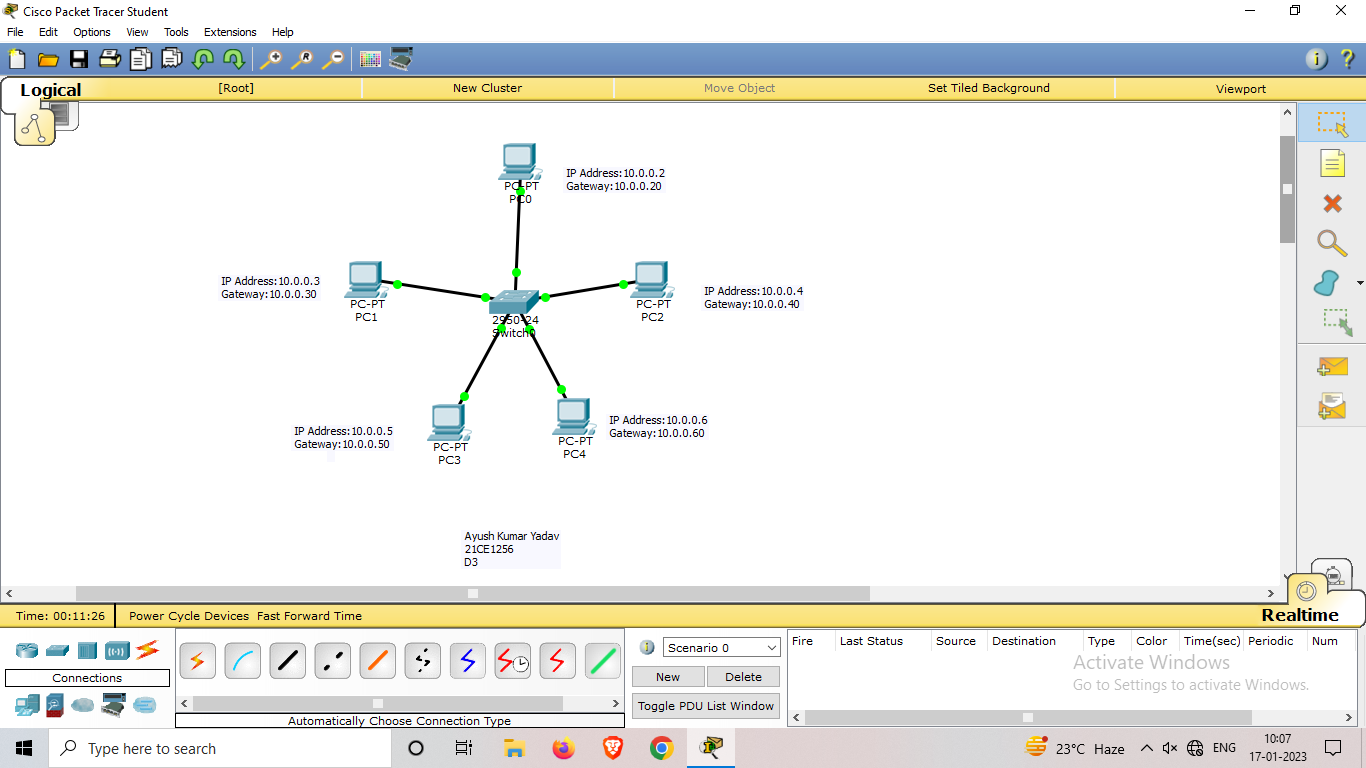 Cisco Packet Tracer Student
File Edit Options View Tools Extensions Help
Logical [Root] New Cluster Move Object Set Tiled Background Viewport
PC-PT
PC0
IP Address:10.0.0.2
Gateway:10.0.0.20
IP Address:10.0.0.3
Gateway:10.0.0.30
PC-PT
PC1
PC-PT
PC2
IP Address:10.0.0.4
Gateway:10.0.0.40
2950-24
Switch0
IP Address:10.0.0.5
Gateway:10.0.0.50
PC-PT
PC3
PC-PT
PC4
IP Address:10.0.0.6
Gateway:10.0.0.60
Ayush Kumar Yadav
21CE1256
D3
Time: 00:11:26 Power Cycle Devices Fast Forward Time Realtime
Connections
Automatically Choose Connection Type
Scenario 0
New Delete
Toggle PDU List Window
Fire Last Status Source Destination Type Color Time(sec) Periodic Num
Activate Windows
Go to Settings to activate Windows.
Type here to search
23°C Haze ENG
10:07
17-01-2023